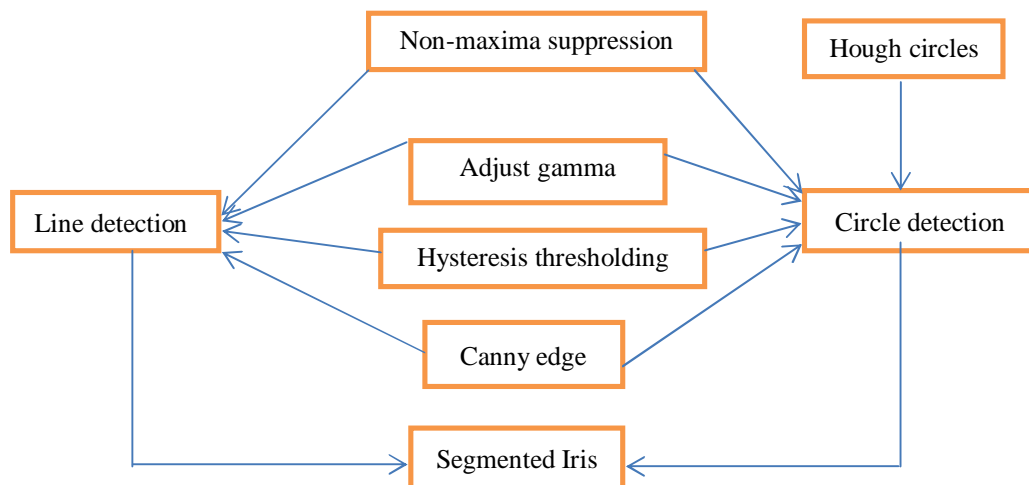 Non-maxima suppression
Hough circles
Adjust gamma
Line detection
Circle detection
Hysteresis thresholding
Canny edge
Segmented Iris